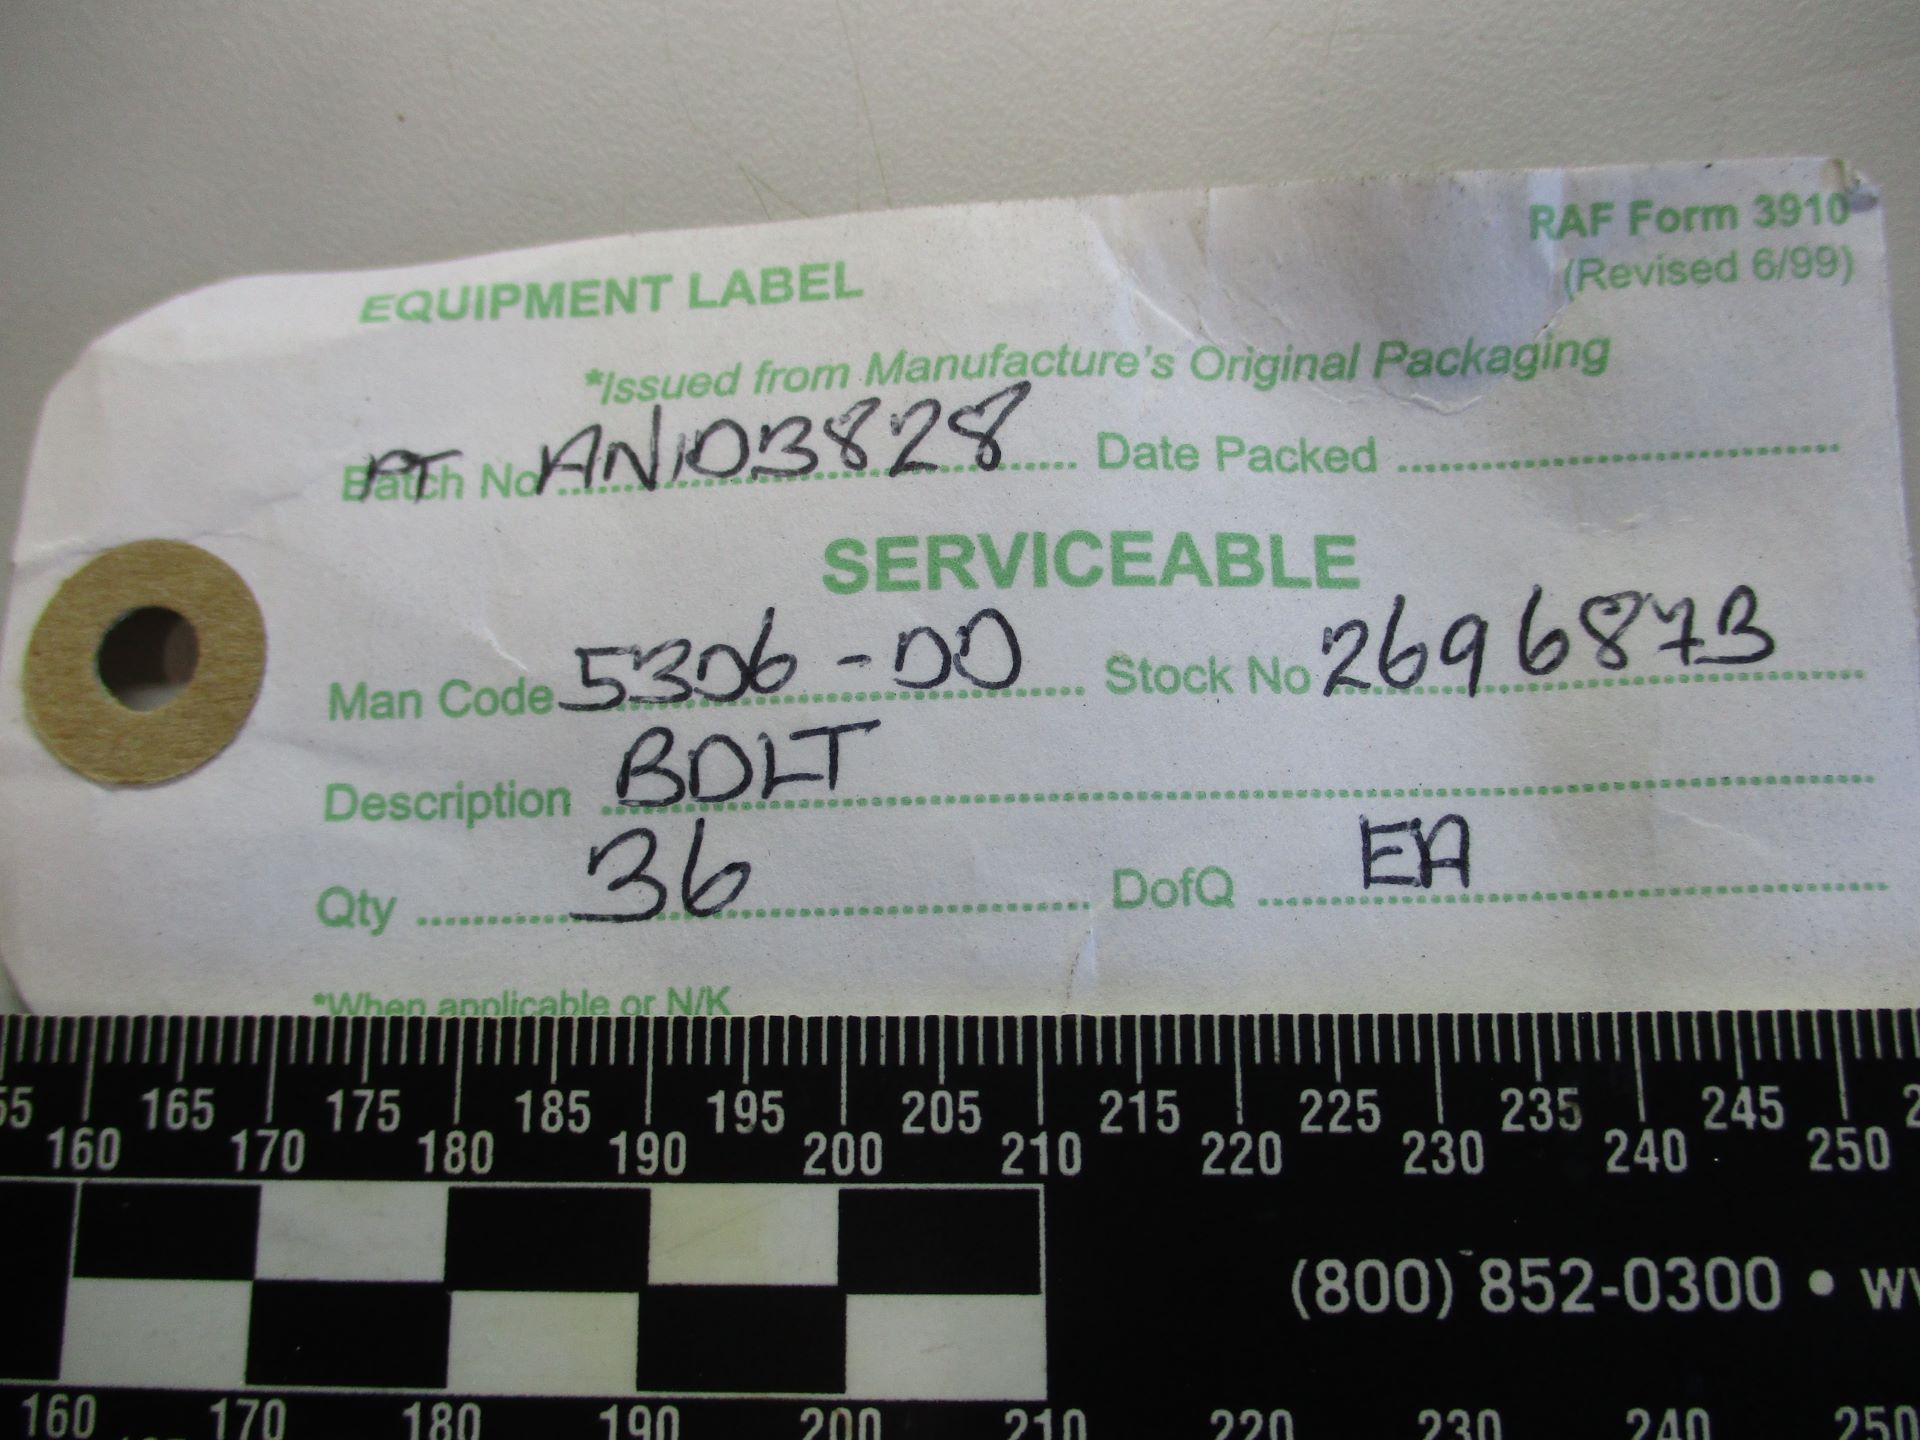 RAF Form 3910
EQUIPMENT LABEL (Revised 6/99)
*Issued from Manufacture's Original Packaging
Batch No PT AN103828 Date Packed
SERVICEABLE
Man Code 5306-00 Stock No 2696873
Description BOLT
Qty 36 DofQ EA
*When applicable or N/K
165 175 185 195 205 215 225 235 245
160 170 180 190 200 210 220 230 240 250
(800) 852-0300 •
160 170 180 190 200 210 220 230 240 250